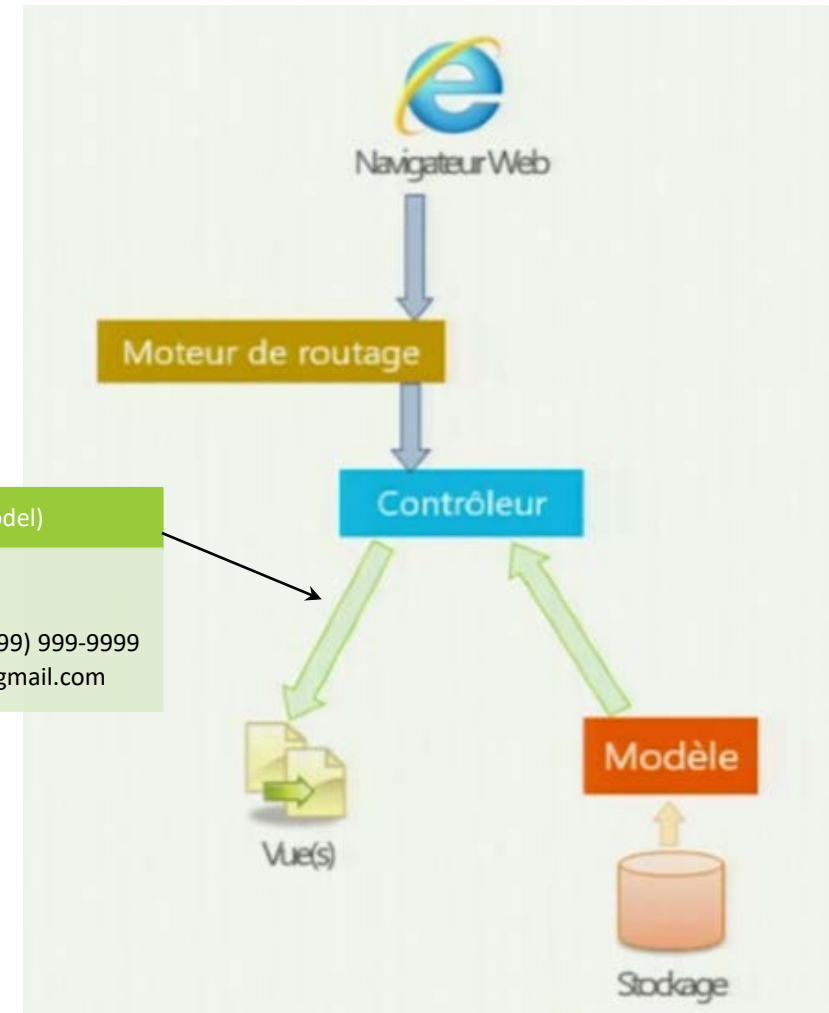 Navigateur Web
Moteur de routage
Contrôleur
odel)
99) 999-9999
gmail.com
Modèle
Vue(s)
Stockage